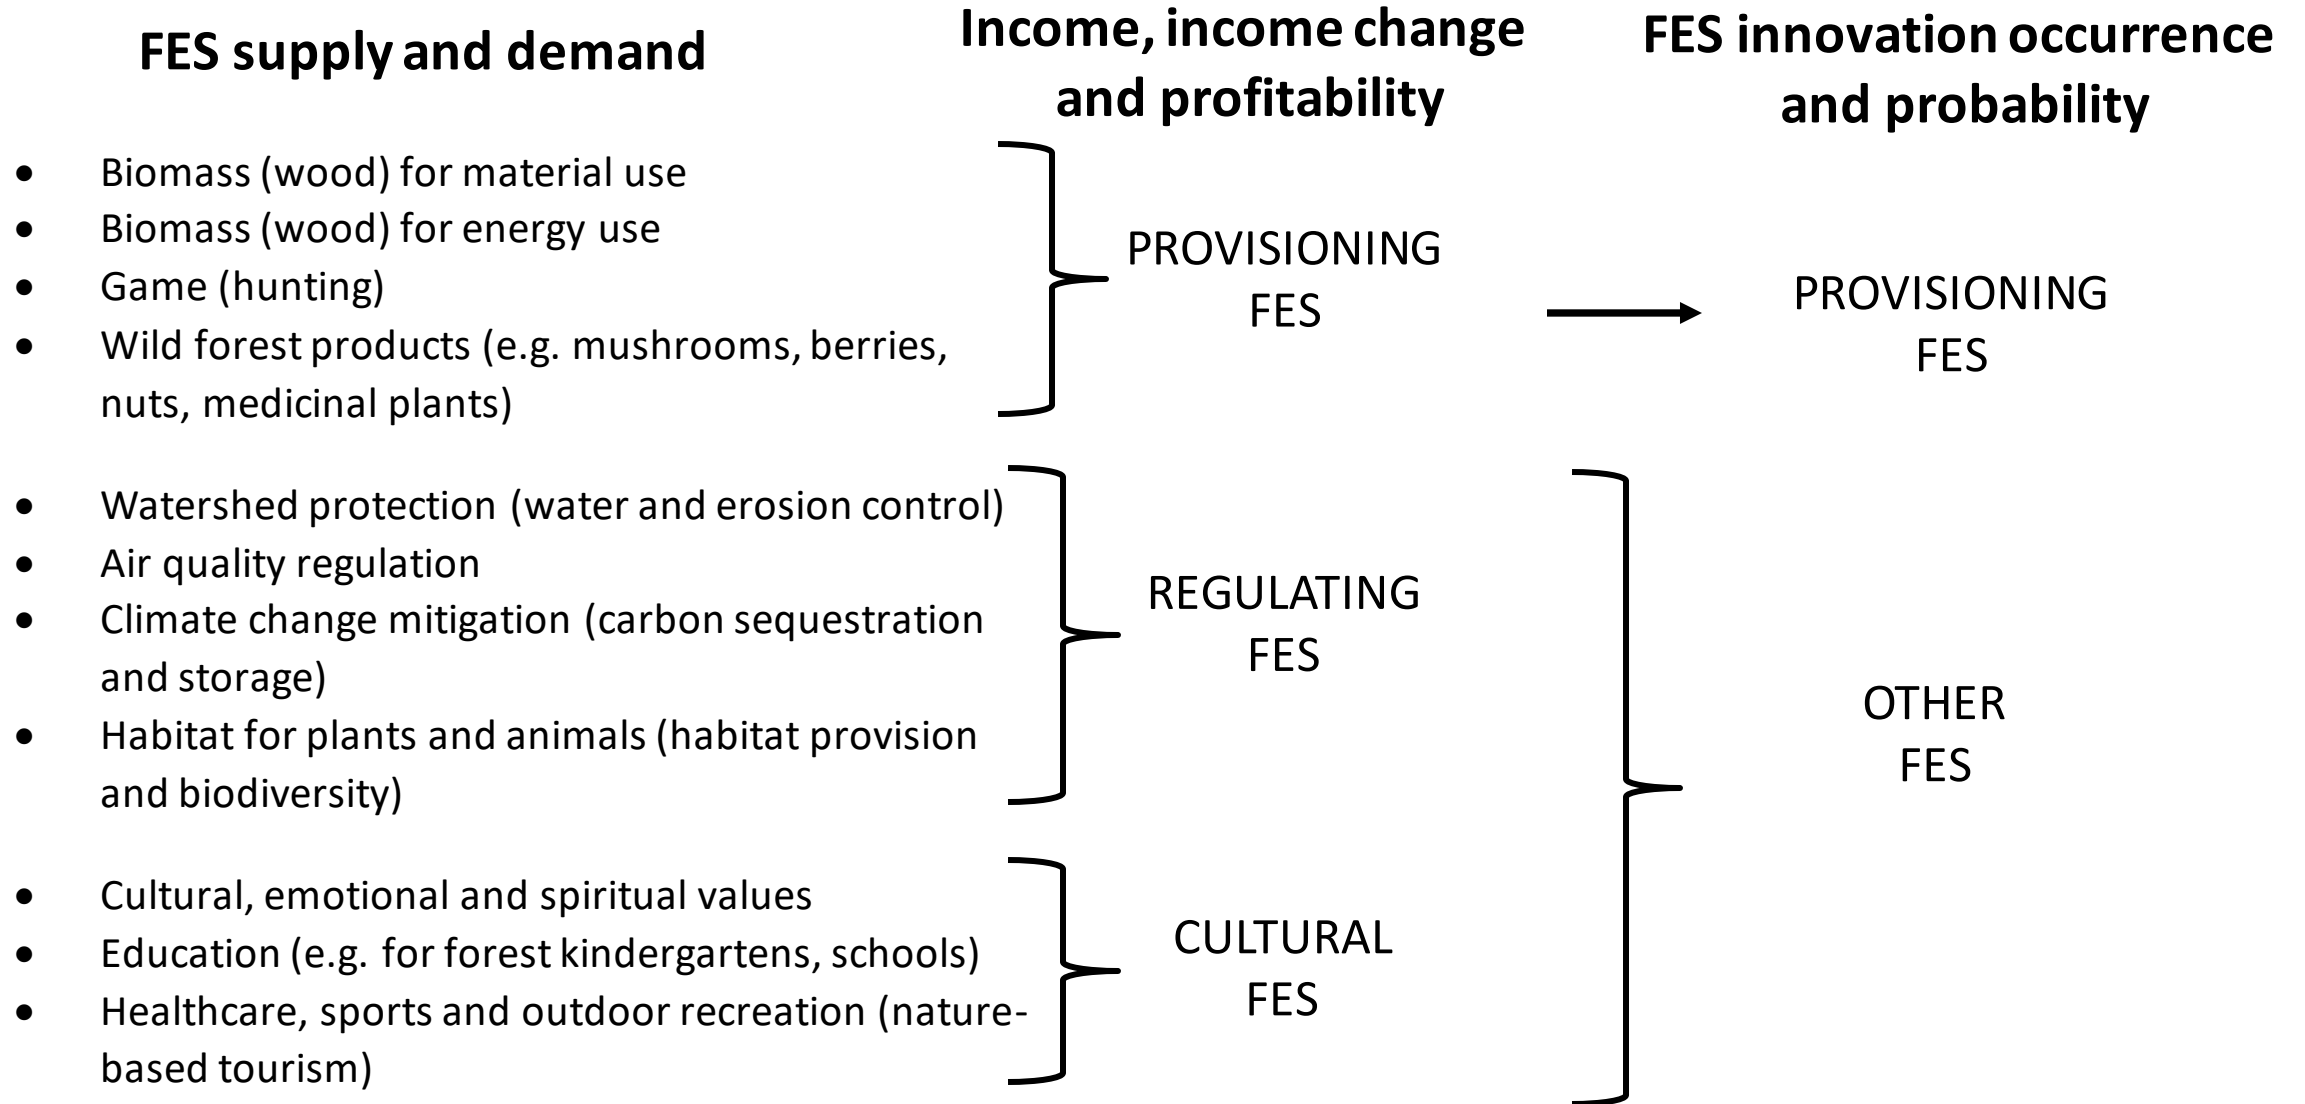 FES supply and demand
Income, income change
and profitability
FES innovation occurrence
and probability
• Biomass (wood) for material use
• Biomass (wood) for energy use
• Game (hunting)
• Wild forest products (e.g. mushrooms, berries,
nuts, medicinal plants)
PROVISIONING
FES
PROVISIONING
FES
• Watershed protection (water and erosion control)
• Air quality regulation
• Climate change mitigation (carbon sequestration
and storage)
• Habitat for plants and animals (habitat provision
and biodiversity)
REGULATING
FES
OTHER
FES
• Cultural, emotional and spiritual values
• Education (e.g. for forest kindergartens, schools)
• Healthcare, sports and outdoor recreation (nature-
based tourism)
CULTURAL
FES